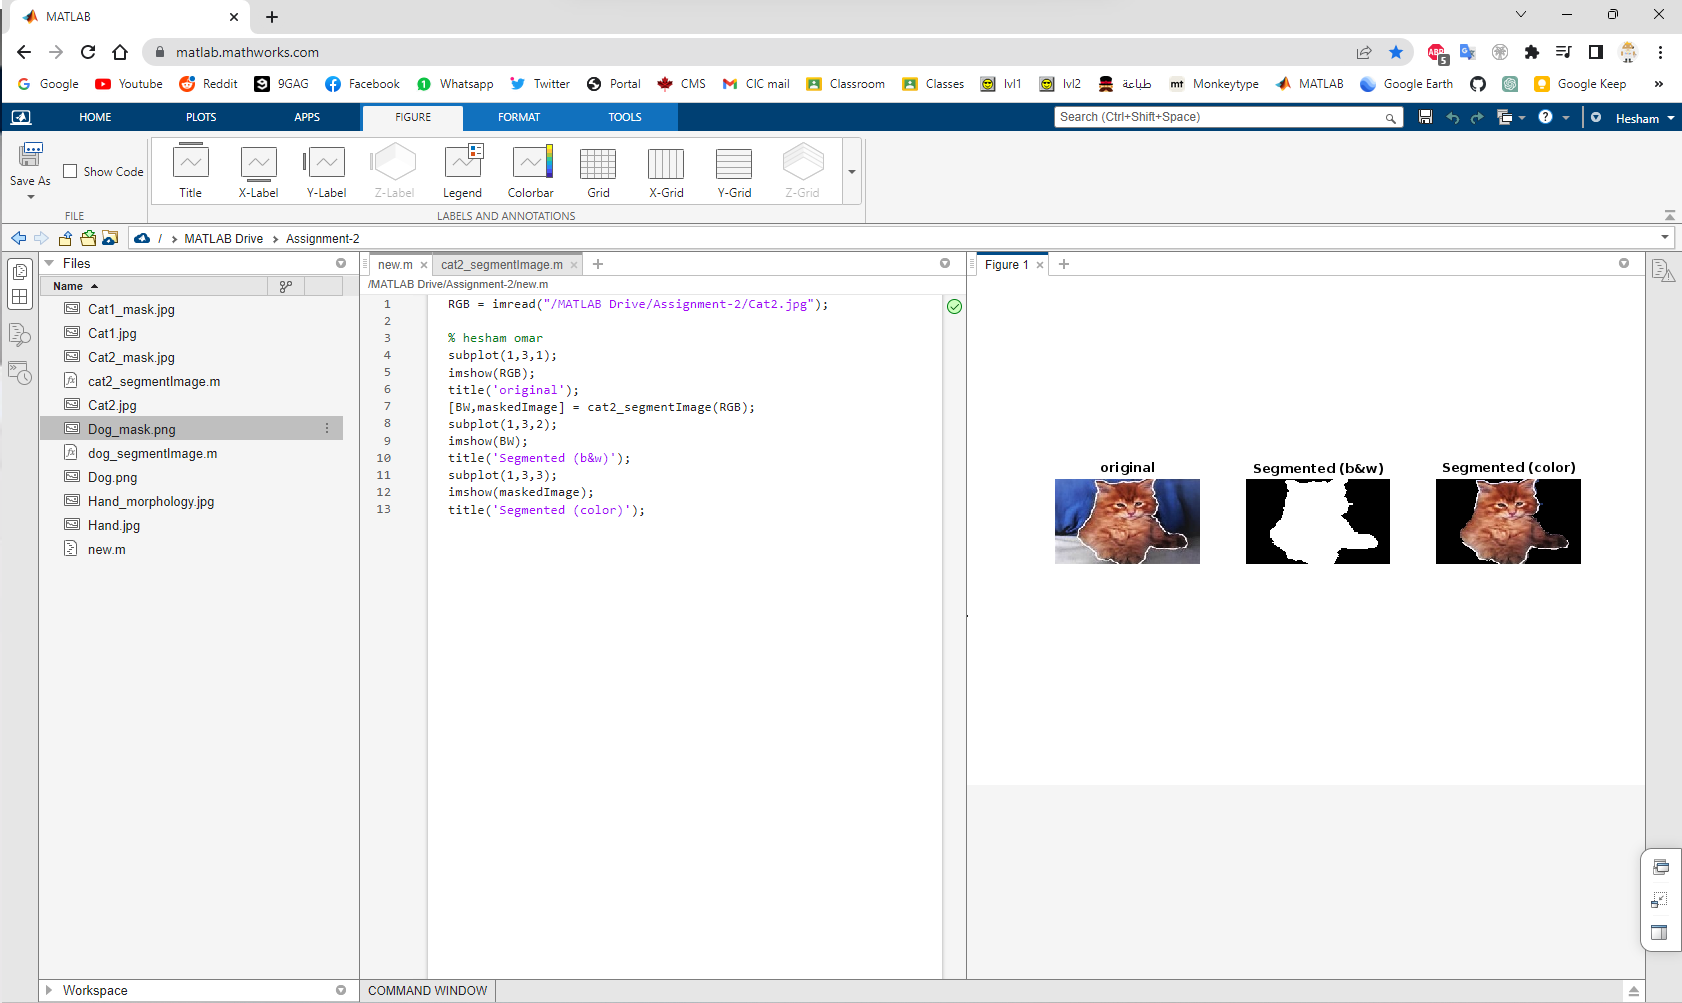 MATLAB
matlab.mathworks.com
ABP
5
Google
Youtube
Reddit
9GAG
Facebook
1
Whatsapp
Twitter
Portal
CMS
CIC mail
Classroom
Classes
lvl1
lvl2
طباعة
mt
Monkeytype
MATLAB
Google Earth
Google Keep
»
HOME
PLOTS
APPS
FIGURE
FORMAT
TOOLS
Search (Ctrl+Shift+Space)
Hesham
Save As
Show Code
Title
X-Label
Y-Label
Z-Label
Legend
Colorbar
Grid
X-Grid
Y-Grid
Z-Grid
FILE
LABELS AND ANNOTATIONS
/ › MATLAB Drive › Assignment-2
Files
Name
Cat1_mask.jpg
Cat1.jpg
Cat2_mask.jpg
cat2_segmentImage.m
Cat2.jpg
Dog_mask.png
dog_segmentImage.m
Dog.png
Hand_morphology.jpg
Hand.jpg
new.m
Workspace
new.m
cat2_segmentImage.m
/MATLAB Drive/Assignment-2/new.m
1 RGB = imread("/MATLAB Drive/Assignment-2/Cat2.jpg");
2
3 % hesham omar
4 subplot(1,3,1);
5 imshow(RGB);
6 title('original');
7 [BW,maskedImage] = cat2_segmentImage(RGB);
8 subplot(1,3,2);
9 imshow(BW);
10 title('Segmented (b&w)');
11 subplot(1,3,3);
12 imshow(maskedImage);
13 title('Segmented (color)');
COMMAND WINDOW
Figure 1
original
Segmented (b&w)
Segmented (color)